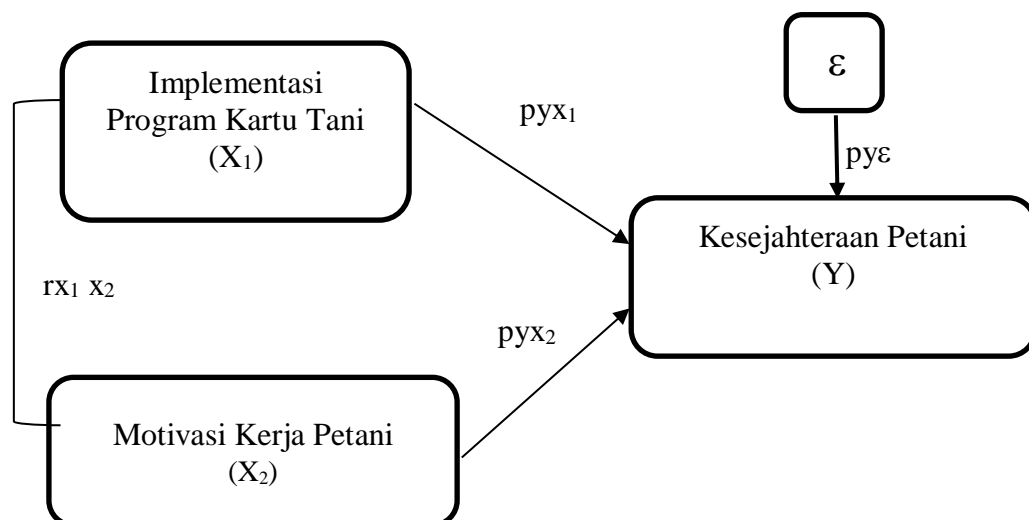 Implementasi
Program Kartu Tani
(X₁)
ε
pyx₁
pyε
Kesejahteraan Petani
(Y)
rx₁ x₂
pyx₂
Motivasi Kerja Petani
(X₂)